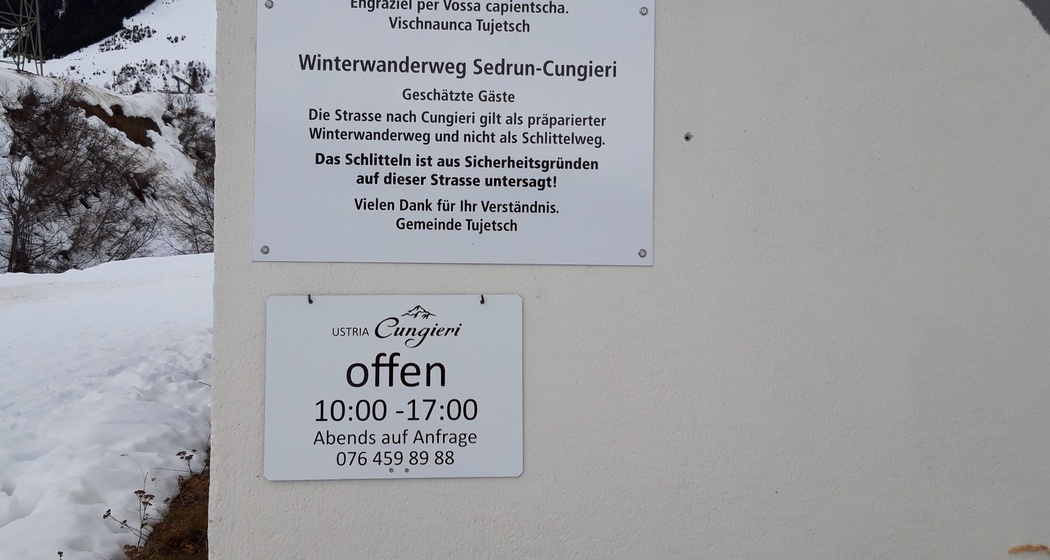 Engraziel per Vossa capientscha.
Vischnaunca Tujetsch
Winterwanderweg Sedrun-Cungieri
Geschätzte Gäste
Die Strasse nach Cungieri gilt als präparierter
Winterwanderweg und nicht als Schlittelweg.
Das Schlitteln ist aus Sicherheitsgründen
auf dieser Strasse untersagt!
Vielen Dank für Ihr Verständnis.
Gemeinde Tujetsch
USTRIA Cungieri
offen
10:00 -17:00
Abends auf Anfrage
076 459 89 88